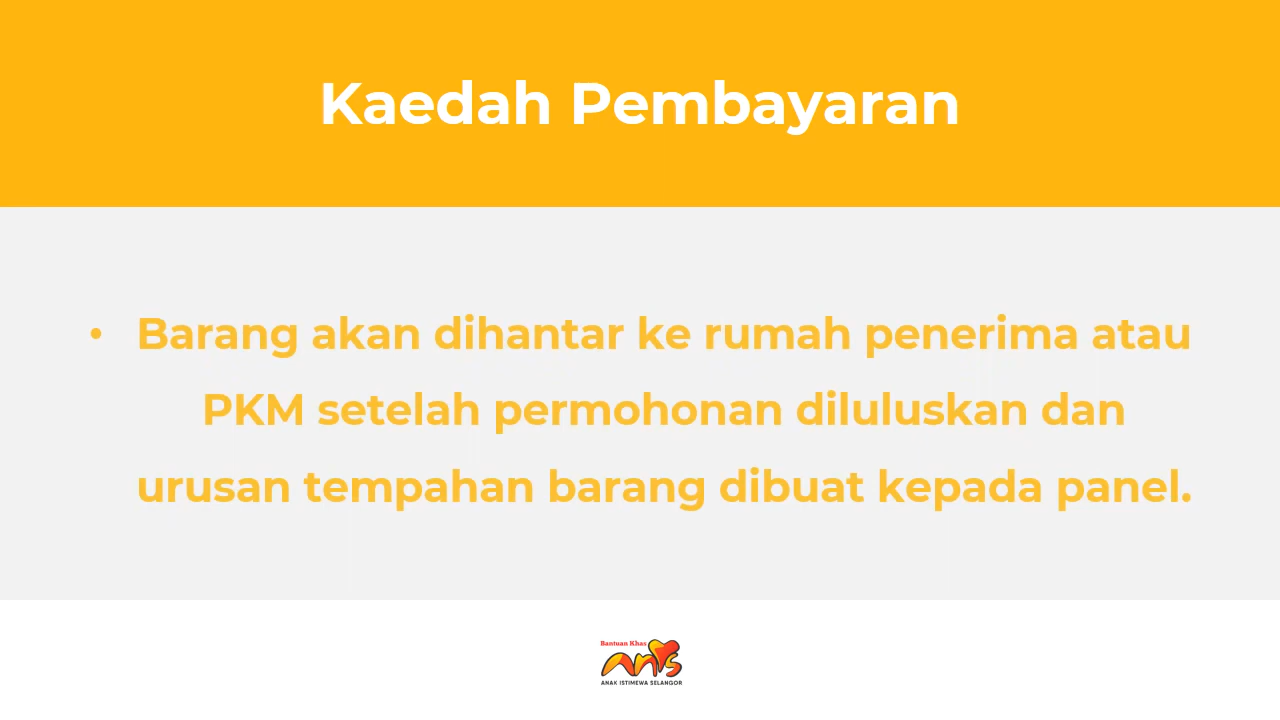 Kaedah Pembayaran
• Barang akan dihantar ke rumah penerima atau
PKM setelah permohonan diluluskan dan
urusan tempahan barang dibuat kepada panel.
Bantuan Khas
anis
ANAK ISTIMEWA SELANGOR